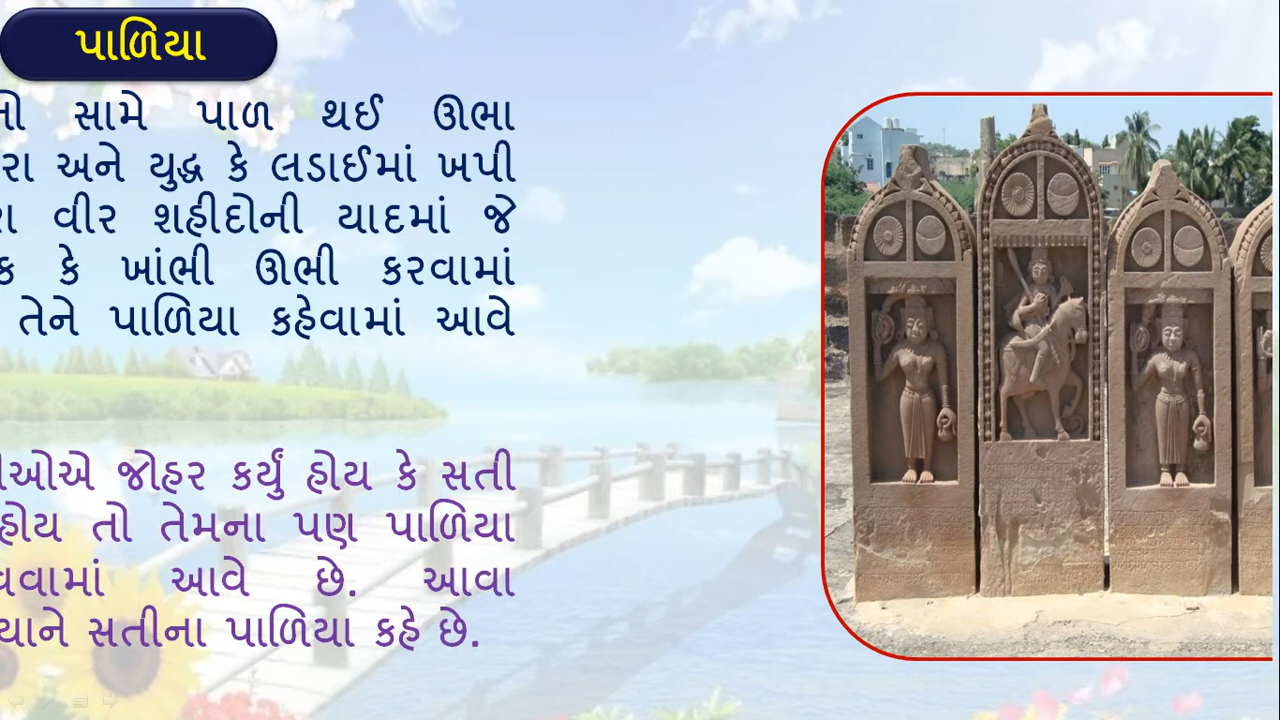 પાળિયા
સામે પાળ થઈ ઊભા
અને યુદ્ધ કે લડાઈમાં ખપી
વીર શહીદોની યાદમાં જે
કે ખાંભી ઊભી કરવામાં
તેને પાળિયા કહેવામાં આવે
જોહર કર્યું હોય કે સતી
હોય તો તેમના પણ પાળિયા
આવે છે. આવા
સતીના પાળિયા કહે છે.